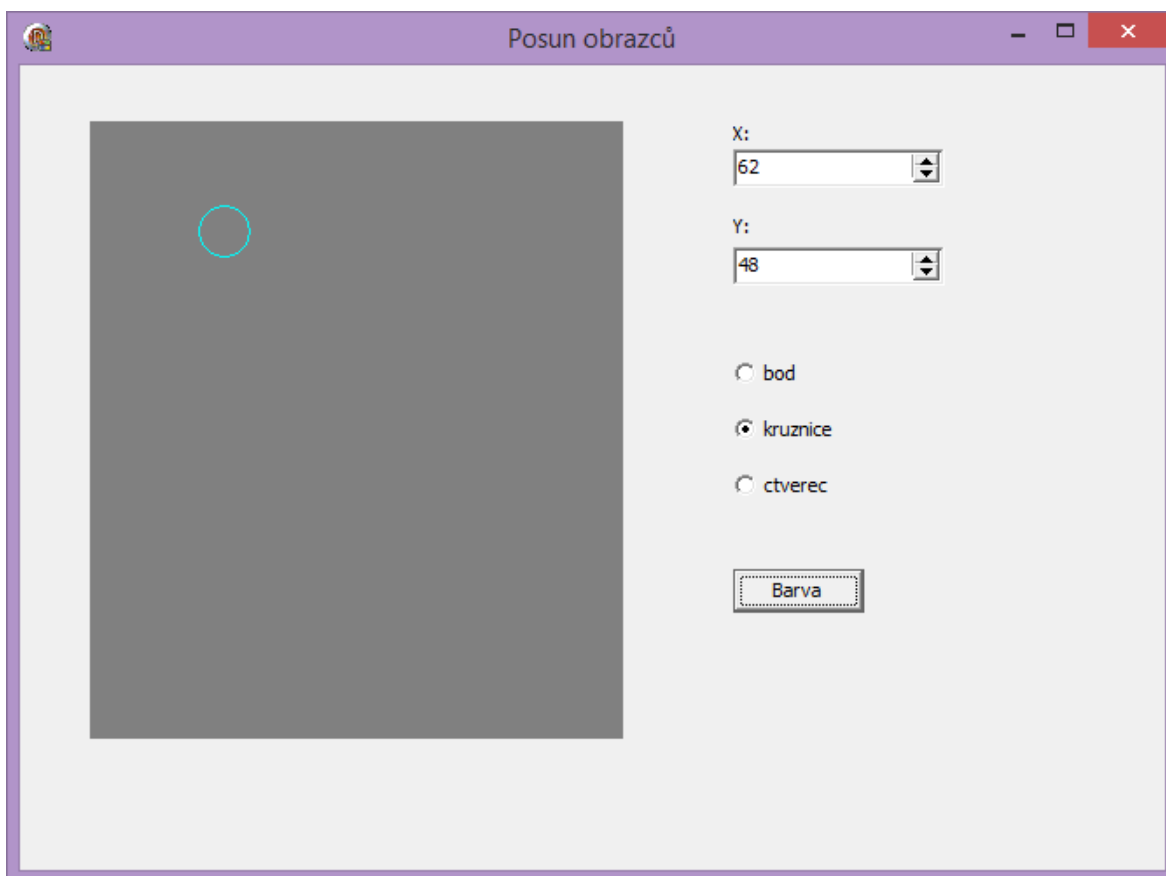 Posun obrazců
X:
62
Y:
48
bod
kruznice
ctverec
Barva